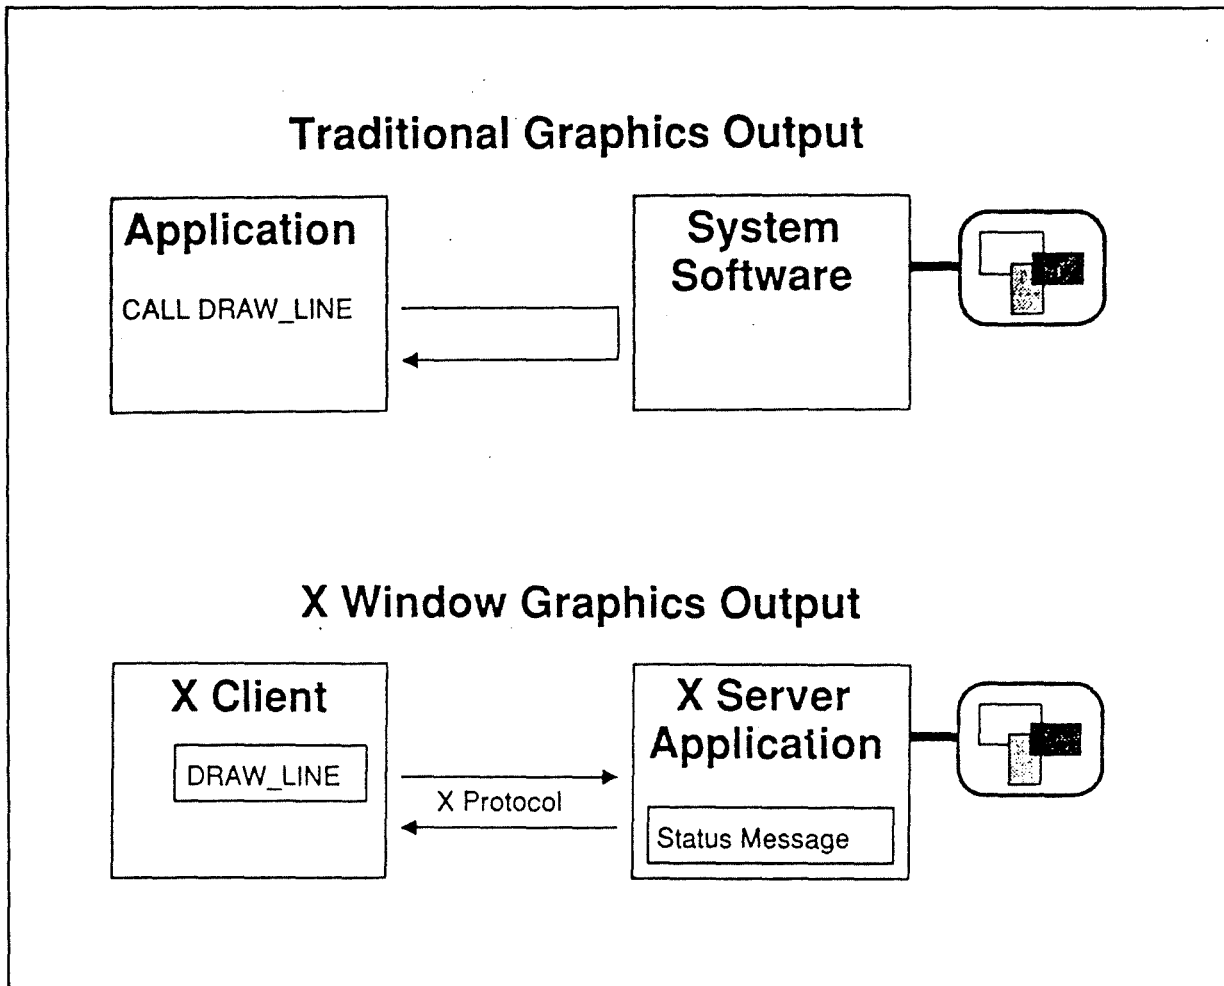 Traditional Graphics Output
Application
CALL DRAW_LINE
System
Software
X Window Graphics Output
X Client
DRAW_LINE
X Protocol
X Server
Application
Status Message